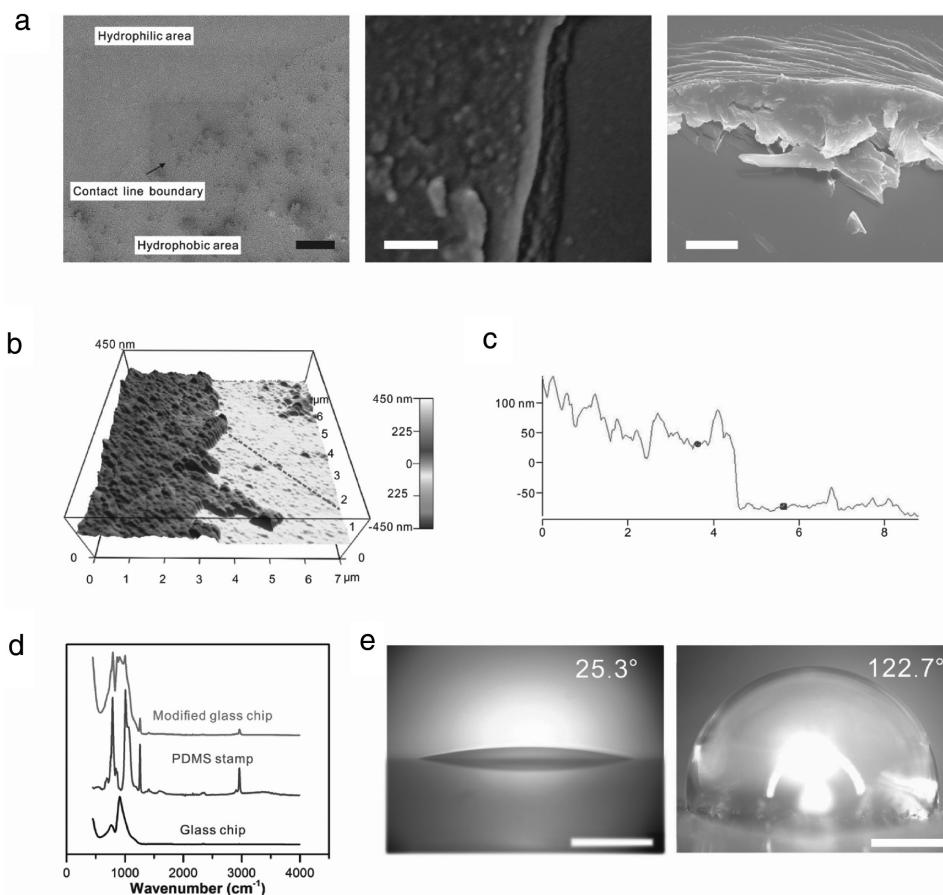 a
Hydrophilic area
Contact line boundary
Hydrophobic area
b
450 nm
μm
6
5
4
3
2
1
-450 nm
0
0
0 1 2 3 4 5 6 7 μm
450 nm
225
0
225
-450 nm
c
100 nm
50
0
-50
0 2 4 6 8
d
Modified glass chip
PDMS stamp
Glass chip
0 1000 2000 3000 4000
Wavenumber (cm⁻¹)
e
25.3°
122.7°